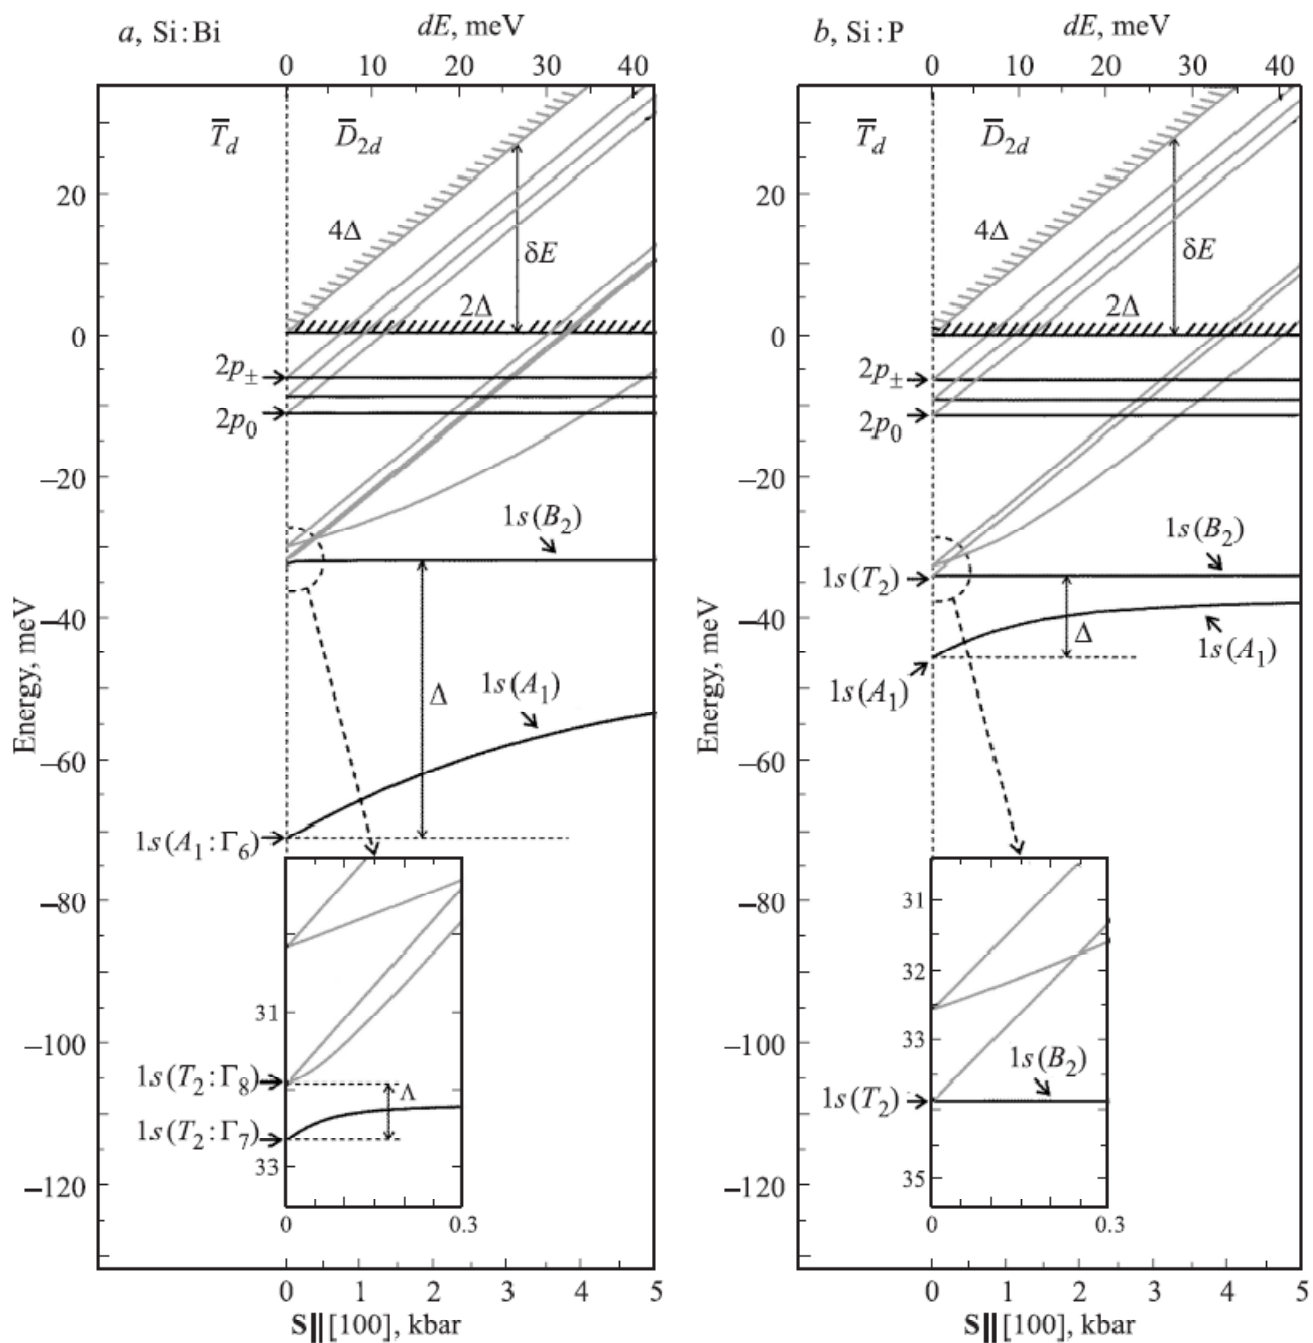 a, Si:Bi
dE, meV
0 10 20 30 40
T̅d
D̅2d
4Δ
δE
2Δ
20
0
−20
−40
−60
−80
−100
−120
Energy, meV
2p±
2p0
1s(B2)
Δ
1s(A1)
1s(A1:Γ6)
31
1s(T2:Γ8)
Λ
1s(T2:Γ7)
33
0 0.3
0 1 2 3 4 5
S||[100], kbar
b, Si:P
dE, meV
0 10 20 30 40
T̅d
D̅2d
4Δ
δE
2Δ
20
0
−20
−40
−60
−80
−100
−120
Energy, meV
2p±
2p0
1s(B2)
1s(T2)
Δ
1s(A1)
1s(A1)
31
32
33
1s(B2)
1s(T2)
35
0 0.3
0 1 2 3 4 5
S||[100], kbar